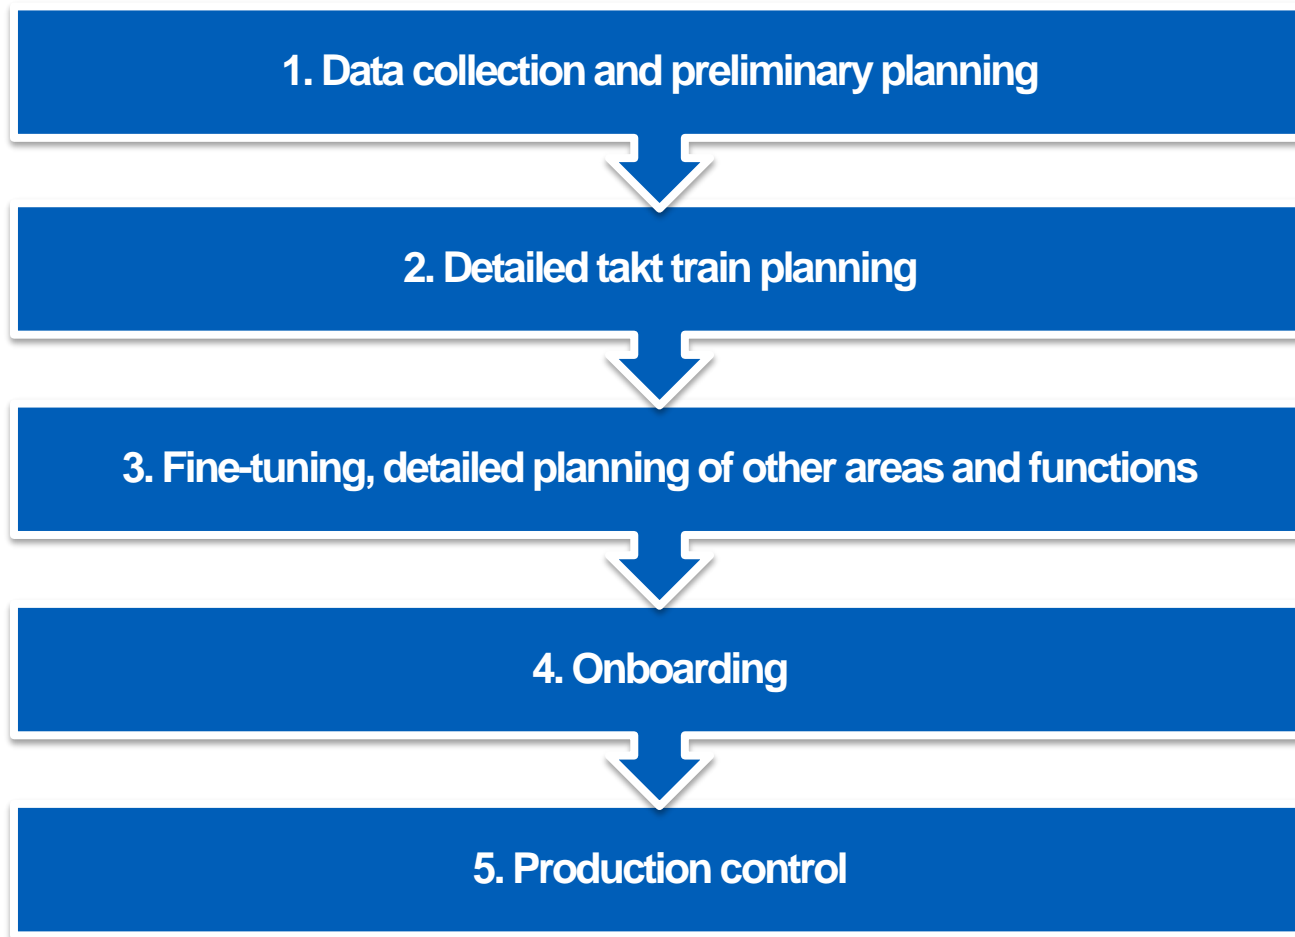 1. Data collection and preliminary planning
2. Detailed takt train planning
3. Fine-tuning, detailed planning of other areas and functions
4. Onboarding
5. Production control